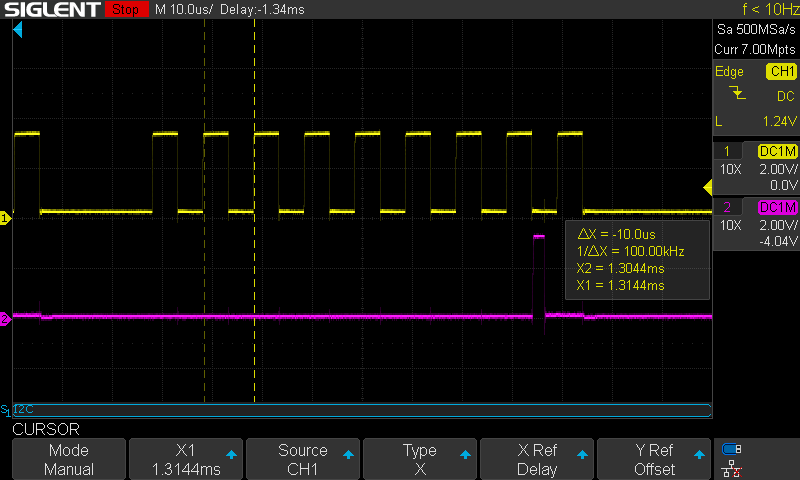 SIGLENT Stop M 10.0us/ Delay:-1.34ms f < 10Hz
Sa 500MSa/s
Curr 7.00Mpts
Edge CH1
DC
L 1.24V
1 DC1M
10X 2.00V/
0.0V
2 DC1M
10X 2.00V/
-4.04V
1
ΔX = -10.0us
1/ΔX = 100.00kHz
X2 = 1.3044ms
X1 = 1.3144ms
2
S1 I2C
CURSOR
Mode
Manual
X1
1.3144ms
Source
CH1
Type
X
X Ref
Delay
Y Ref
Offset